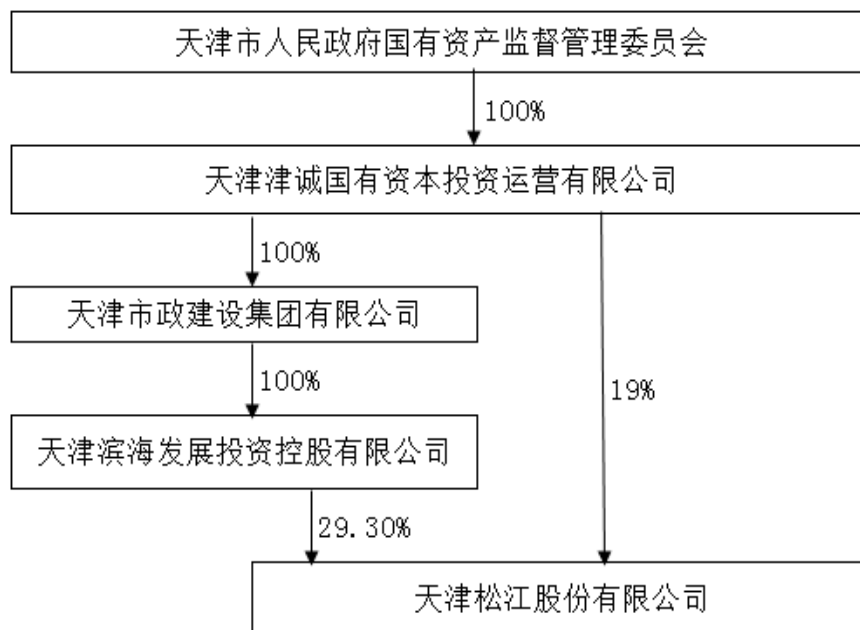 天津市人民政府国有资产监督管理委员会
100%
天津津诚国有资本投资运营有限公司
100%
天津市政建设集团有限公司
100%
19%
天津滨海发展投资控股有限公司
29.30%
天津松江股份有限公司